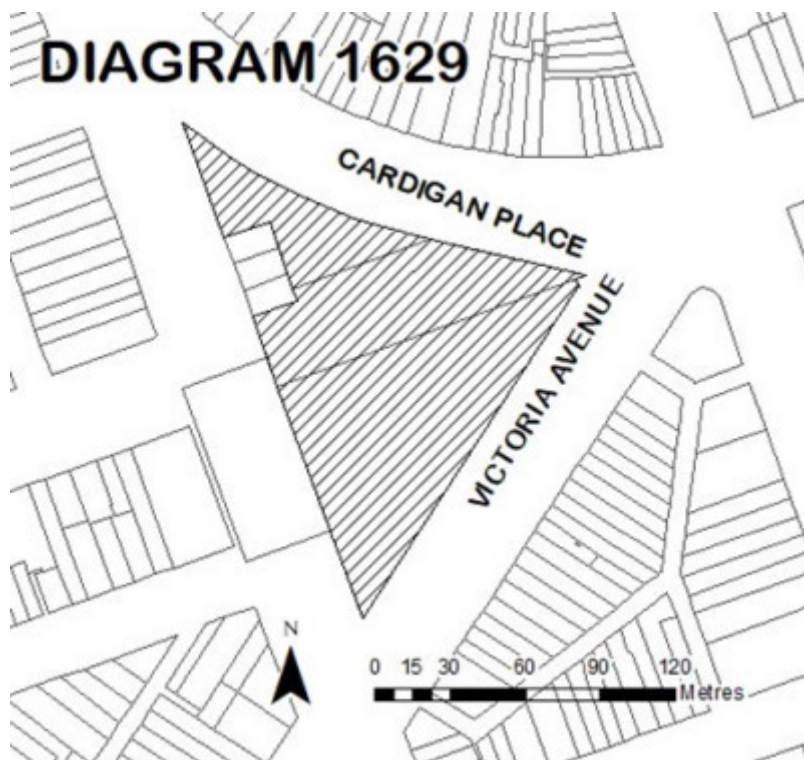 DIAGRAM 1629
CARDIGAN PLACE
VICTORIA AVENUE
N
0 15 30 60 90 120
Metres